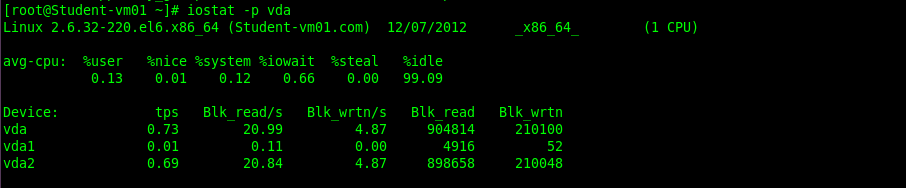 [root@Student-vm01 ~]# iostat -p vda
Linux 2.6.32-220.el6.x86_64 (Student-vm01.com)  12/07/2012      _x86_64_        (1 CPU)

avg-cpu:  %user   %nice %system %iowait  %steal   %idle
           0.13    0.01    0.12    0.66    0.00   99.09

Device:            tps   Blk_read/s   Blk_wrtn/s   Blk_read   Blk_wrtn
vda               0.73        20.99         4.87     904814     210100
vda1              0.01         0.11         0.00       4916         52
vda2              0.69        20.84         4.87     898658     210048